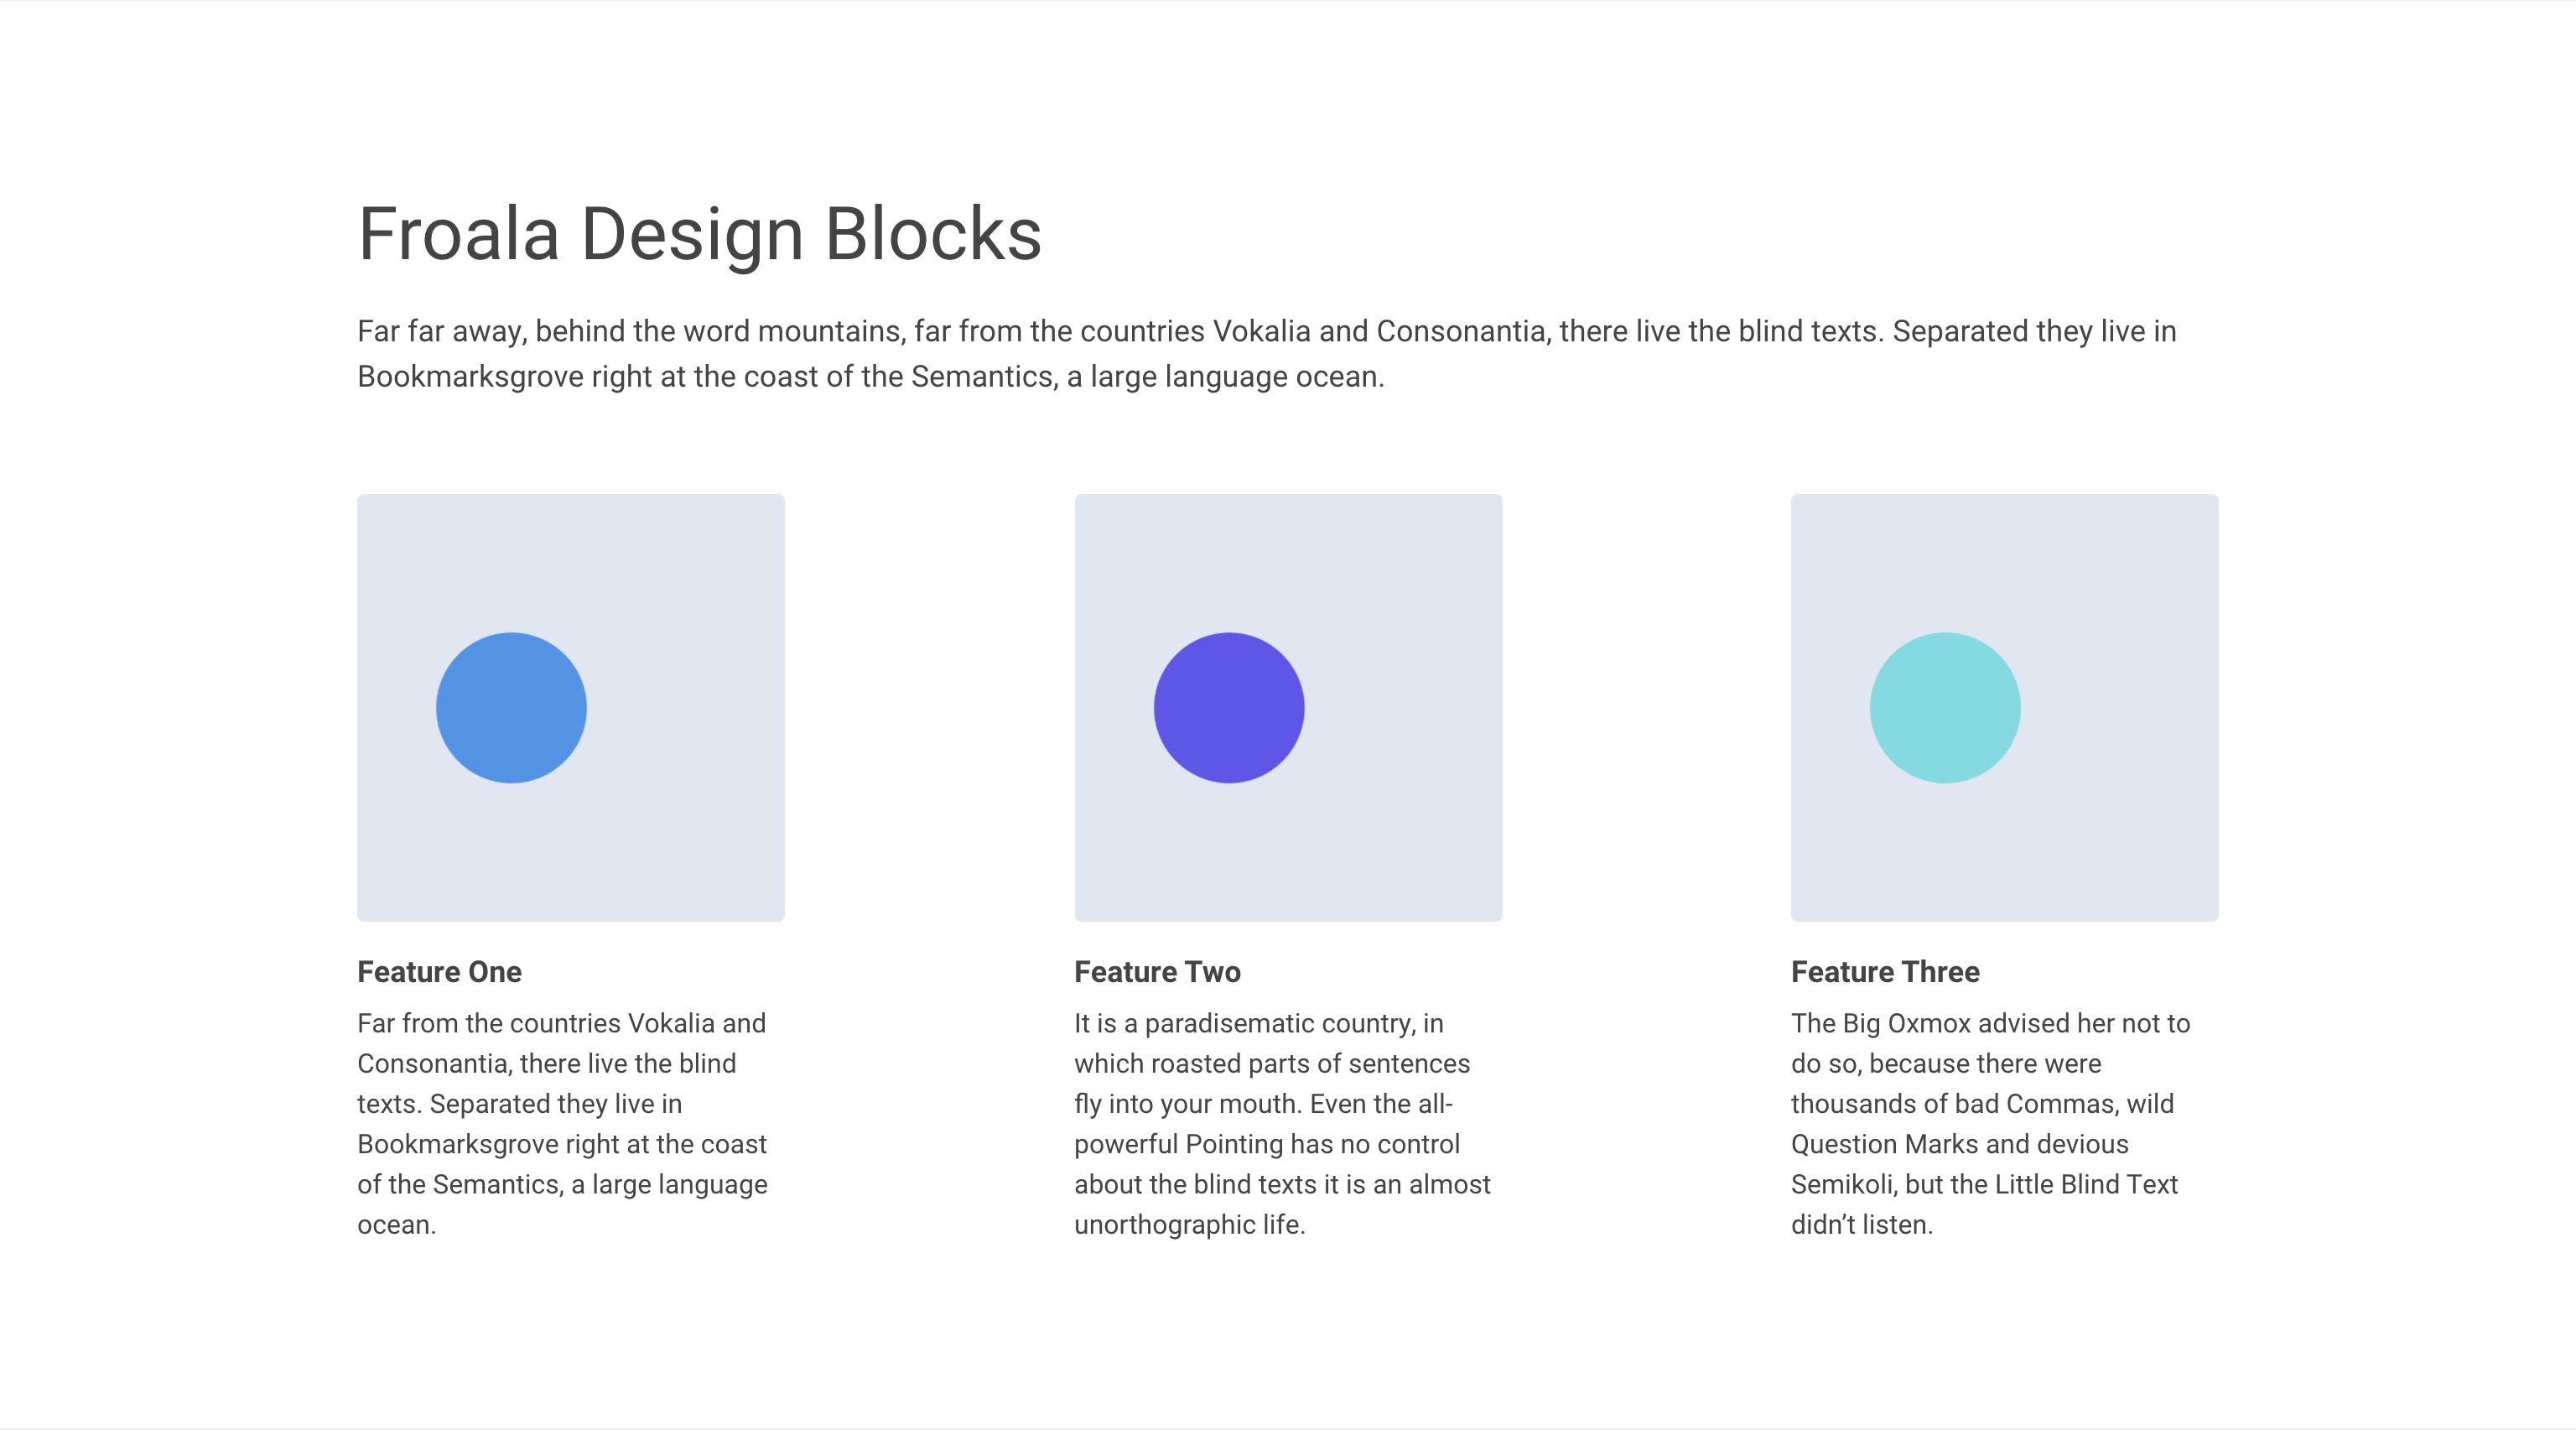 Froala Design Blocks
Far far away, behind the word mountains, far from the countries Vokalia and Consonantia, there live the blind texts. Separated they live in
Bookmarksgrove right at the coast of the Semantics, a large language ocean.
Feature One
Far from the countries Vokalia and
Consonantia, there live the blind
texts. Separated they live in
Bookmarksgrove right at the coast
of the Semantics, a large language
ocean.
Feature Two
It is a paradisematic country, in
which roasted parts of sentences
fly into your mouth. Even the all-
powerful Pointing has no control
about the blind texts it is an almost
unorthographic life.
Feature Three
The Big Oxmox advised her not to
do so, because there were
thousands of bad Commas, wild
Question Marks and devious
Semikoli, but the Little Blind Text
didn’t listen.